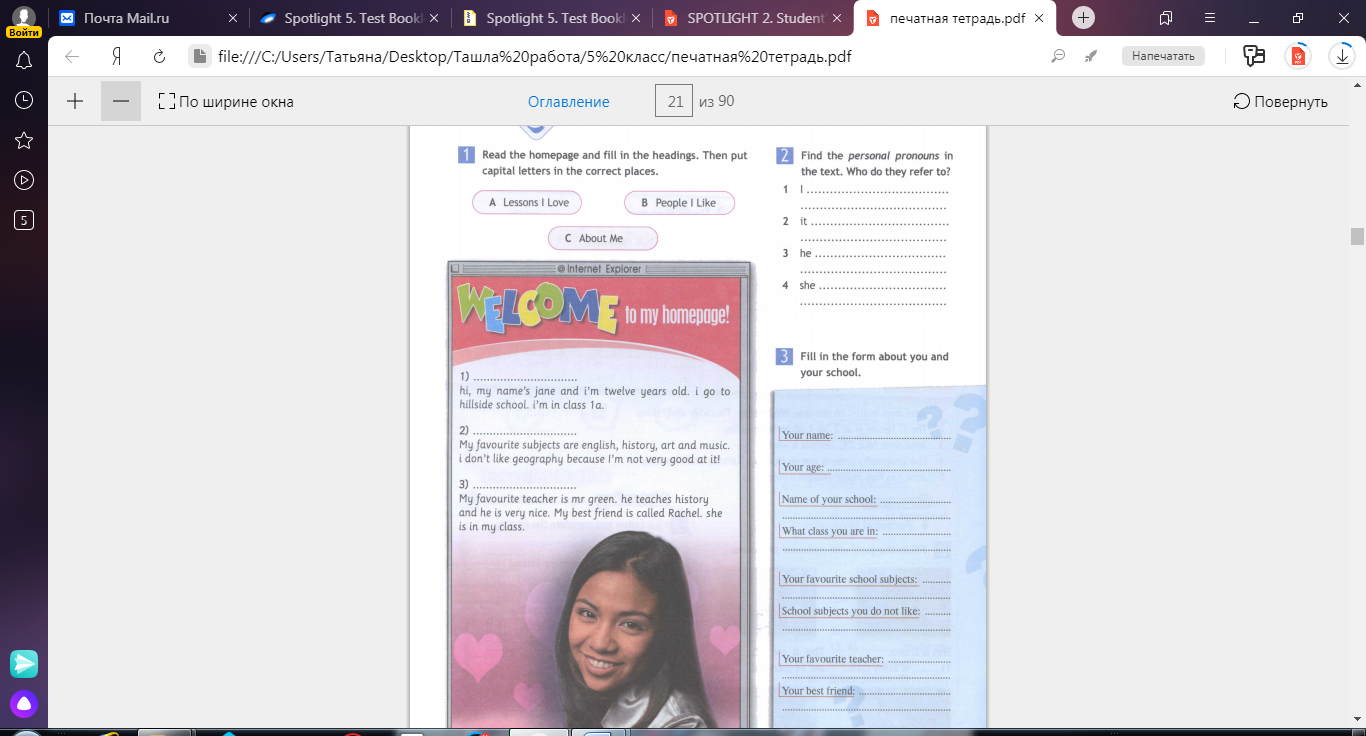 Почта Mail.ru
Spotlight 5. Test Bookl
Spotlight 5. Test Bookl
SPOTLIGHT 2. Student'
печатная тетрадь.pdf
Войти
Я
file:///C:/Users/Татьяна/Desktop/Ташла%20работа/5%20класс/печатная%20тетрадь.pdf
Напечатать
По ширине окна
Оглавление
21 из 90
Повернуть
5
1 Read the homepage and fill in the headings. Then put
capital letters in the correct places.
A Lessons I Love
B People I Like
C About Me
@ Internet Explorer
WELCOME to my homepage!
1) ..............................
hi, my name's jane and i'm twelve years old. i go to
hillside school. i'm in class 1a.
2) ..............................
My favourite subjects are english, history, art and music.
i don't like geography because I'm not very good at it!
3) ..............................
My favourite teacher is mr green. he teaches history
and he is very nice. My best friend is called Rachel. she
is in my class.
2 Find the personal pronouns in
the text. Who do they refer to?
1 I ..............................
2 it ..............................
3 he ..............................
4 she ..............................
3 Fill in the form about you and
your school.
Your name: ..............................
Your age: ..............................
Name of your school: ....................
What class you are in: ....................
Your favourite school subjects: ..........
School subjects you do not like: .........
Your favourite teacher: ....................
Your best friend: ..............................